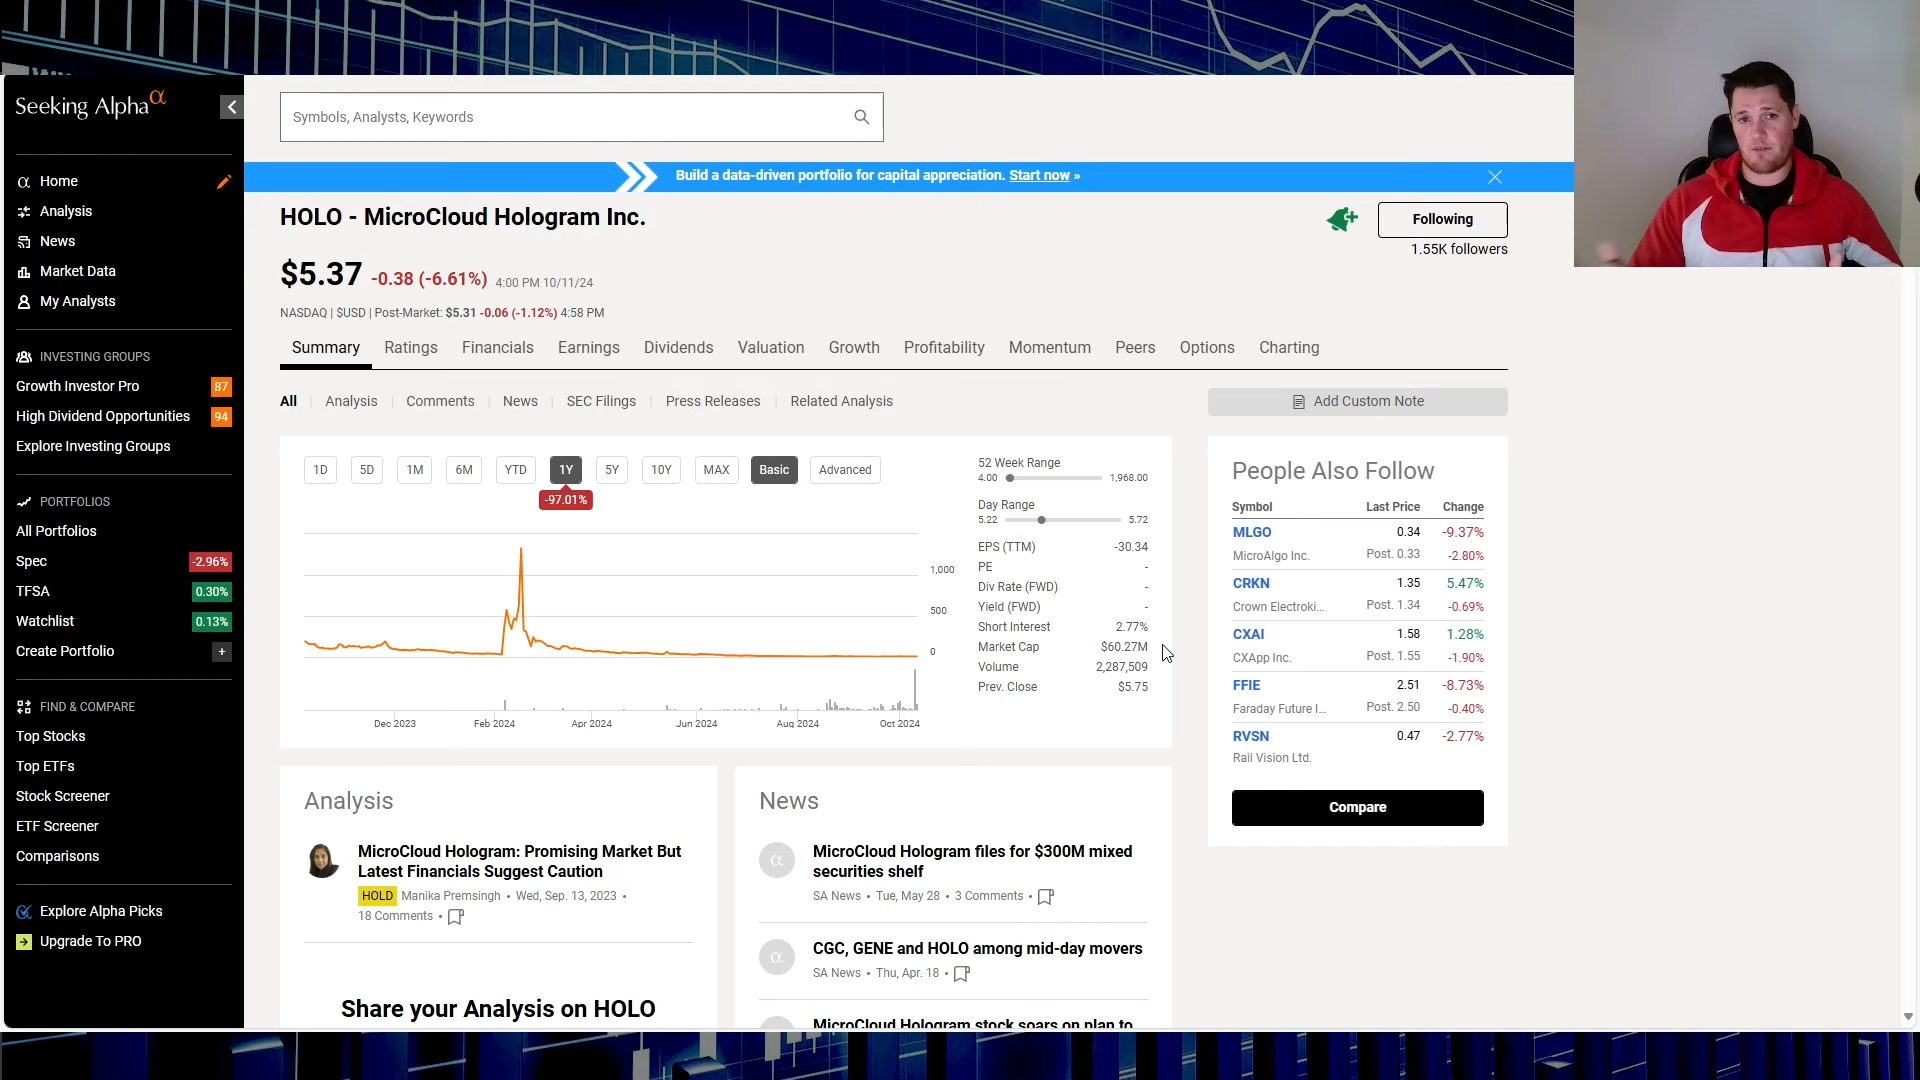 Seeking Alpha α
Home
Analysis
News
Market Data
My Analysts
INVESTING GROUPS
Growth Investor Pro 87
High Dividend Opportunities 94
Explore Investing Groups
PORTFOLIOS
All Portfolios
Spec -2.96%
TFSA 0.30%
Watchlist 0.13%
Create Portfolio +
FIND & COMPARE
Top Stocks
Top ETFs
Stock Screener
ETF Screener
Comparisons
Explore Alpha Picks
Upgrade To PRO
Symbols, Analysts, Keywords
Build a data-driven portfolio for capital appreciation. Start now »
HOLO - MicroCloud Hologram Inc.
Following
1.55K followers
$5.37 -0.38 (-6.61%) 4:00 PM 10/11/24
NASDAQ | $USD | Post-Market: $5.31 -0.06 (-1.12%) 4:58 PM
Summary Ratings Financials Earnings Dividends Valuation Growth Profitability Momentum Peers Options Charting
All | Analysis | Comments | News | SEC Filings | Press Releases | Related Analysis
Add Custom Note
1D 5D 1M 6M YTD 1Y 5Y 10Y MAX Basic Advanced
-97.01%
1,000
500
0
Dec 2023 Feb 2024 Apr 2024 Jun 2024 Aug 2024 Oct 2024
52 Week Range
4.00 1,968.00
Day Range
5.22 5.72
EPS (TTM) -30.34
PE -
Div Rate (FWD) -
Yield (FWD) -
Short Interest 2.77%
Market Cap $60.27M
Volume 2,287,509
Prev. Close $5.75
People Also Follow
Symbol Last Price Change
MLGO 0.34 -9.37%
MicroAlgo Inc. Post. 0.33 -2.80%
CRKN 1.35 5.47%
Crown Electroki... Post. 1.34 -0.69%
CXAI 1.58 1.28%
CXApp Inc. Post. 1.55 -1.90%
FFIE 2.51 -8.73%
Faraday Future I... Post. 2.50 -0.40%
RVSN 0.47 -2.77%
Rail Vision Ltd.
Compare
Analysis
MicroCloud Hologram: Promising Market But
Latest Financials Suggest Caution
HOLD Manika Premsingh • Wed, Sep. 13, 2023 •
18 Comments •
Share your Analysis on HOLO
News
MicroCloud Hologram files for $300M mixed
securities shelf
SA News • Tue, May 28 • 3 Comments •
CGC, GENE and HOLO among mid-day movers
SA News • Thu, Apr. 18 •
MicroCloud Hologram stock soars on plan to